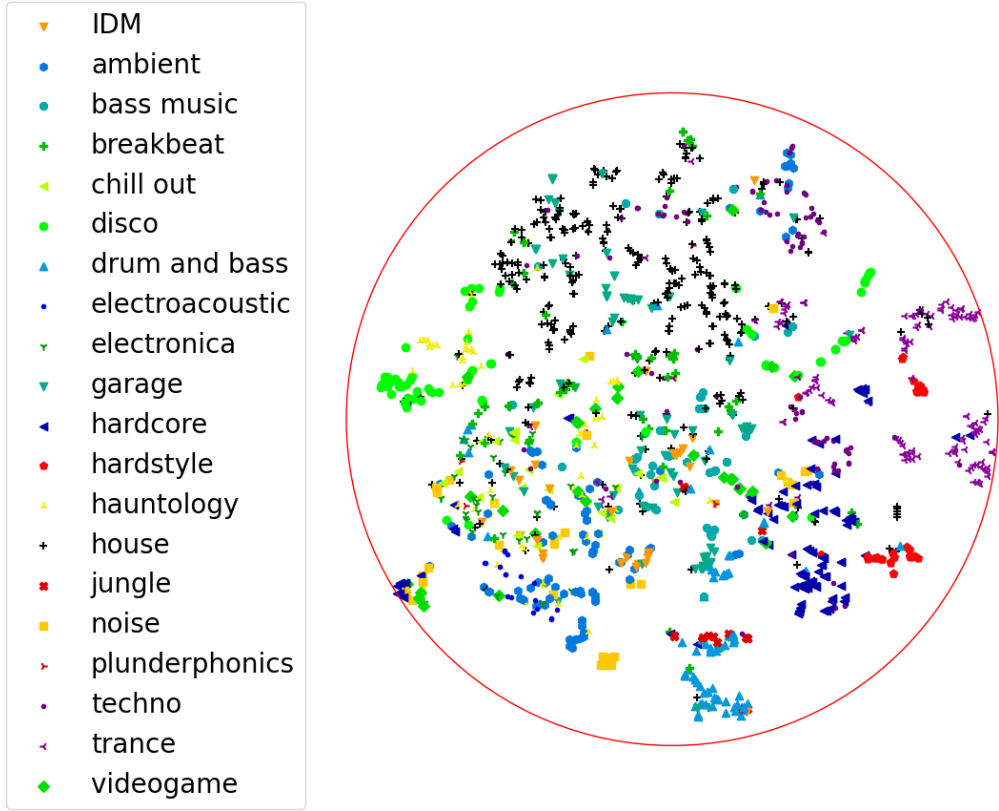 IDM
ambient
bass music
breakbeat
chill out
disco
drum and bass
electroacoustic
electronica
garage
hardcore
hardstyle
hauntology
house
jungle
noise
plunderphonics
techno
trance
videogame